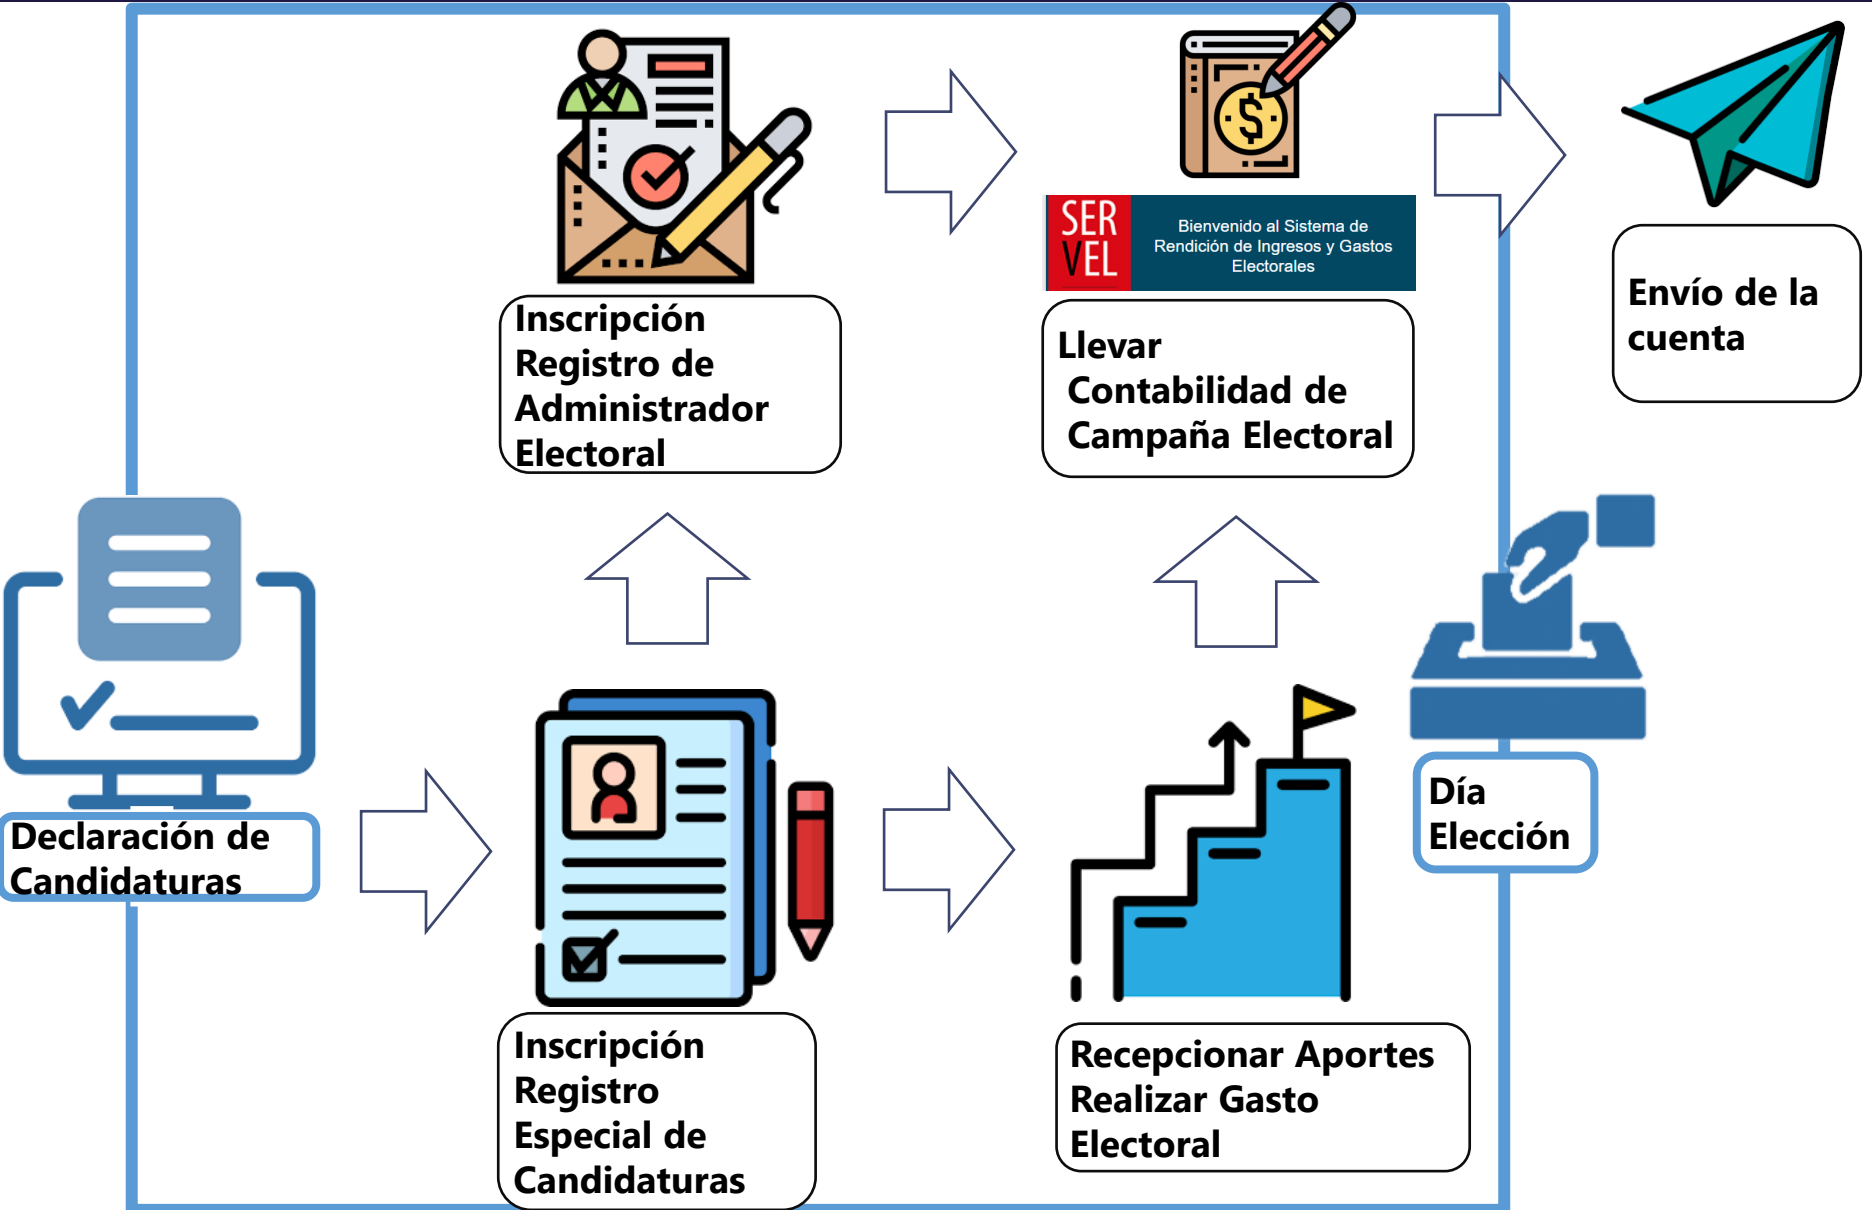 SER
VEL
Bienvenido al Sistema de
Rendición de Ingresos y Gastos
Electorales
Inscripción
Registro de
Administrador
Electoral
Llevar
Contabilidad de
Campaña Electoral
Envío de la
cuenta
Declaración de
Candidaturas
Día
Elección
Inscripción
Registro
Especial de
Candidaturas
Recepcionar Aportes
Realizar Gasto
Electoral